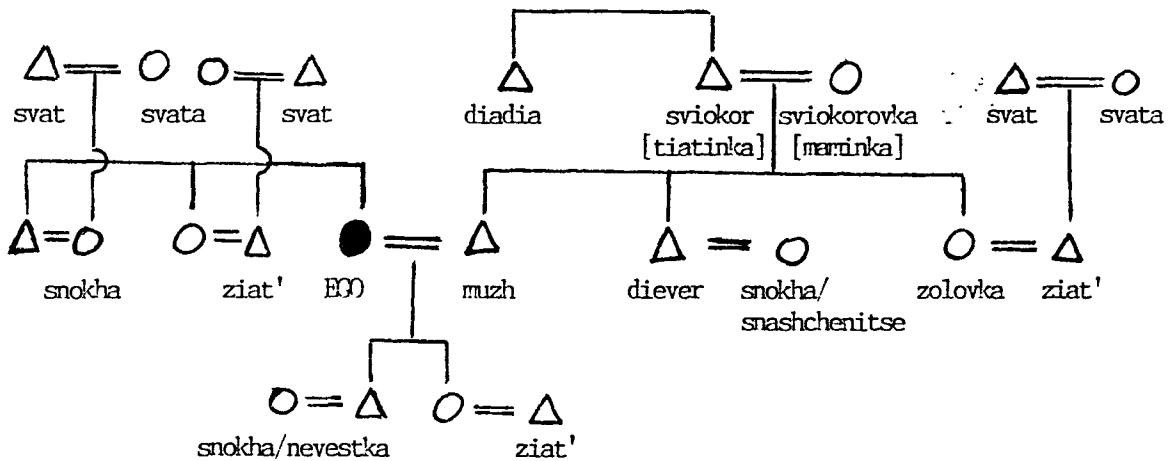 svat svata svat diadia sviokor sviokorovka svat svata
[tiatinka] [maminka]
snokha ziat' EGO muzh diever snokha/ zolovka ziat'
snashchenitse
snokha/nevestka ziat'